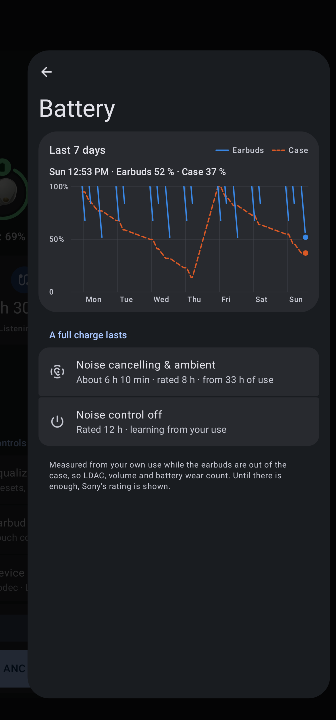 Battery
Last 7 days
Earbuds
Case
Sun 12:53 PM · Earbuds 52 % · Case 37 %
100%
50%
0
Mon
Tue
Wed
Thu
Fri
Sat
Sun
A full charge lasts
Noise cancelling & ambient
About 6 h 10 min · rated 8 h · from 33 h of use
Noise control off
Rated 12 h · learning from your use
Measured from your own use while the earbuds are out of the
case, so LDAC, volume and battery wear count. Until there is
enough, Sony's rating is shown.
69%
ANC